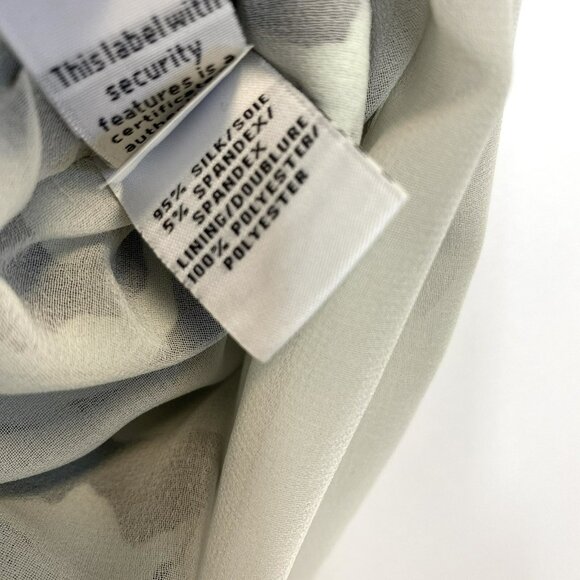 This label with
security
features is a
certificate
95% SILK/SOIE
5% SPANDEX/
SPANDEX
LINING/DOUBLURE
100% POLYESTER/
POLYESTER